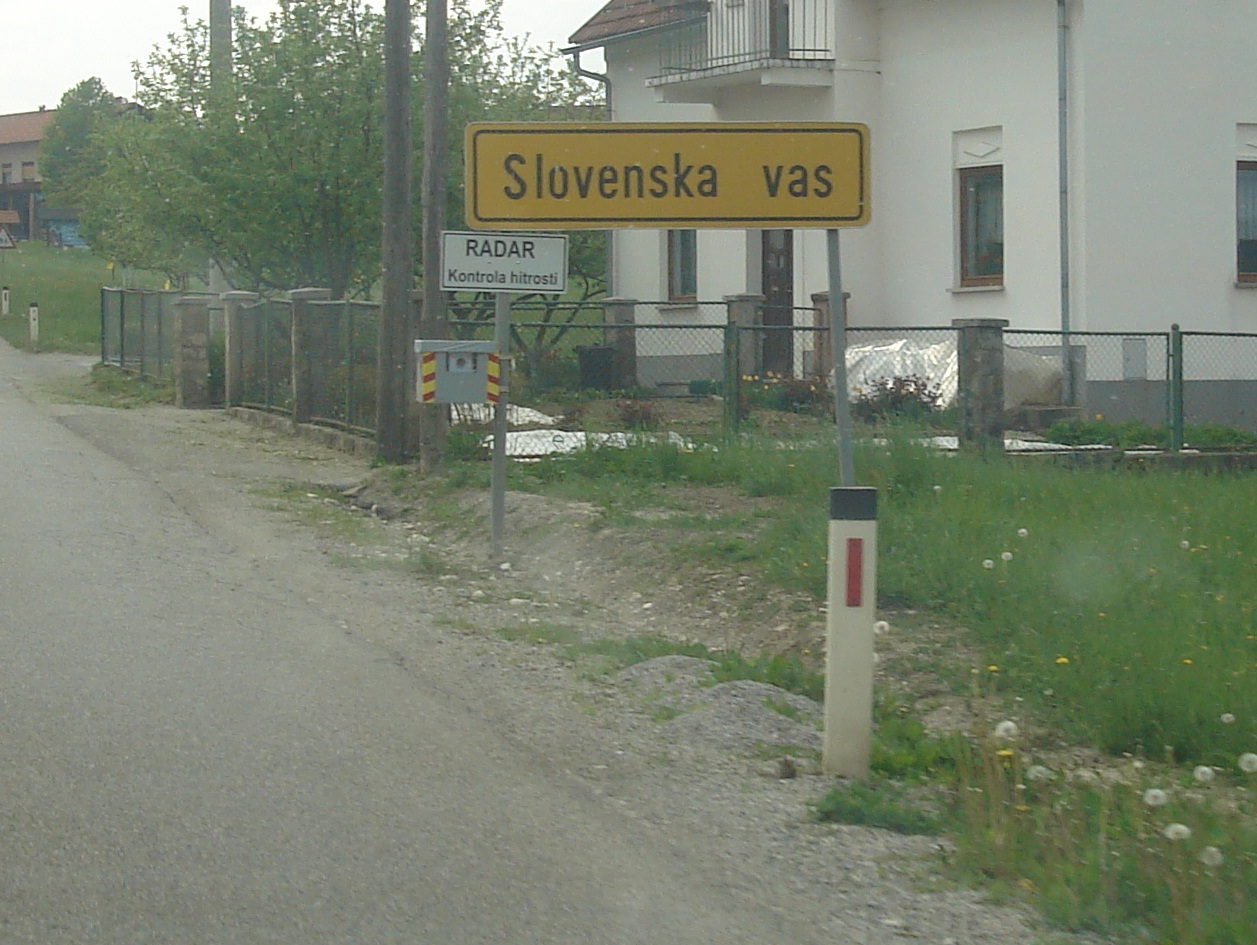 Slovenska vas
RADAR
Kontrola hitrosti